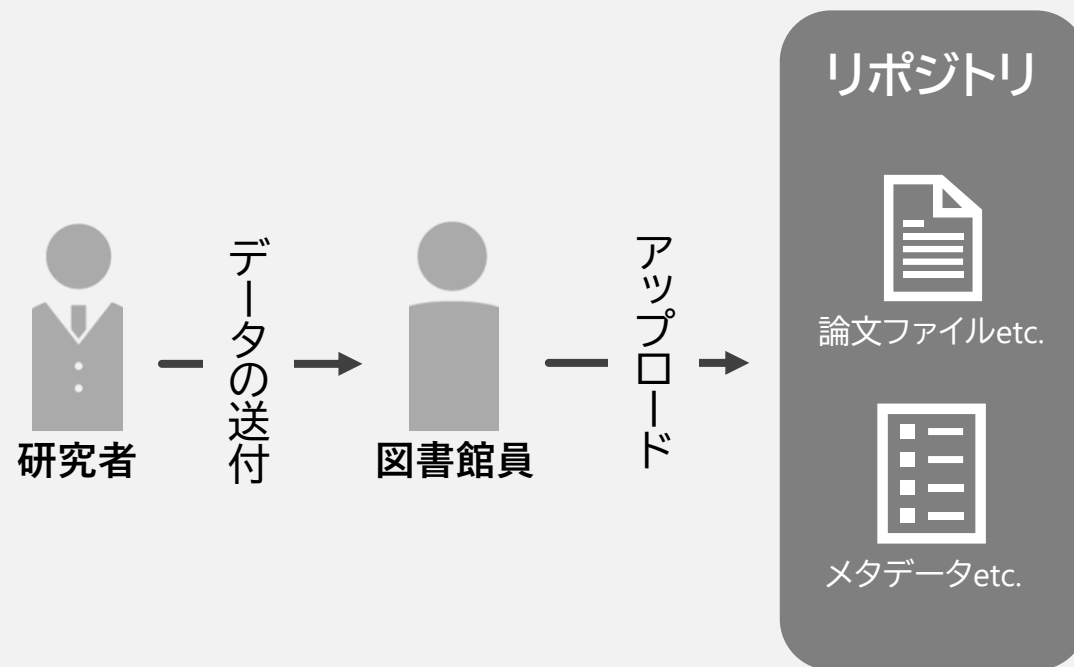 研究者
データの送付
図書館員
アップロード
リポジトリ
論文ファイルetc.
メタデータetc.